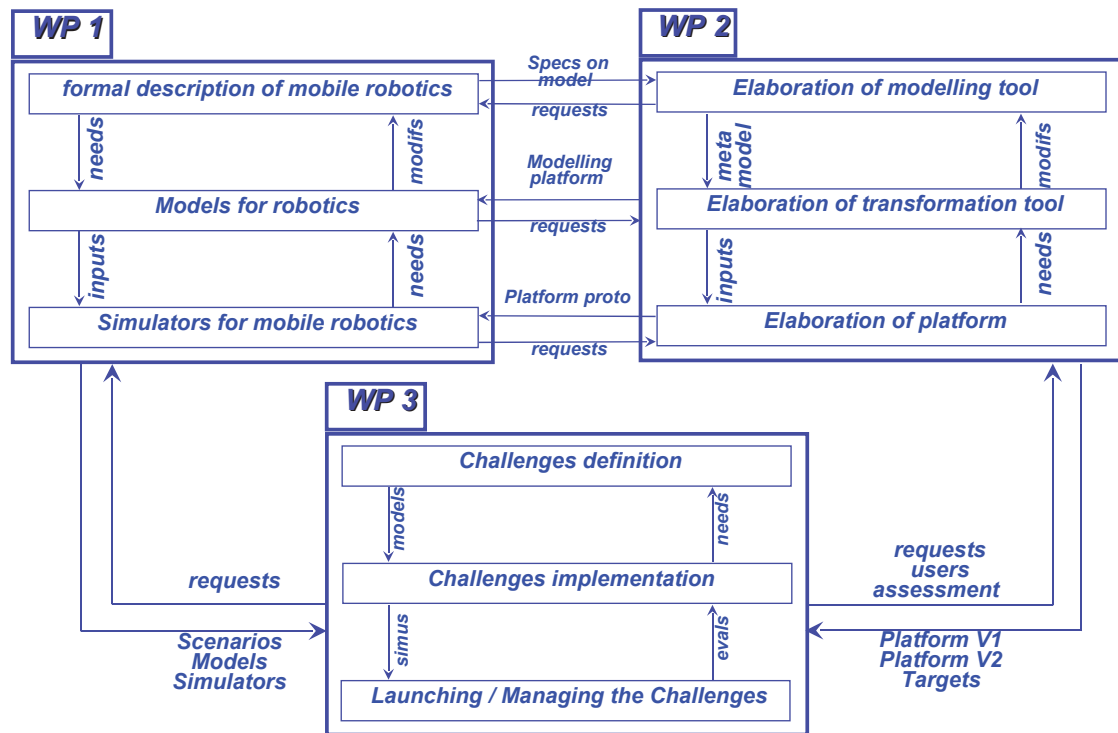 WP 1
WP 2
formal description of mobile robotics
Specs on
model
requests
Elaboration of modelling tool
needs
modifs
Modelling
platform
meta
model
modifs
Models for robotics
requests
Elaboration of transformation tool
inputs
needs
Platform proto
inputs
needs
Simulators for mobile robotics
requests
Elaboration of platform
WP 3
Challenges definition
models
needs
requests
Challenges implementation
requests
users
assessment
Scenarios
Models
Simulators
simus
evals
Platform V1
Platform V2
Targets
Launching / Managing the Challenges